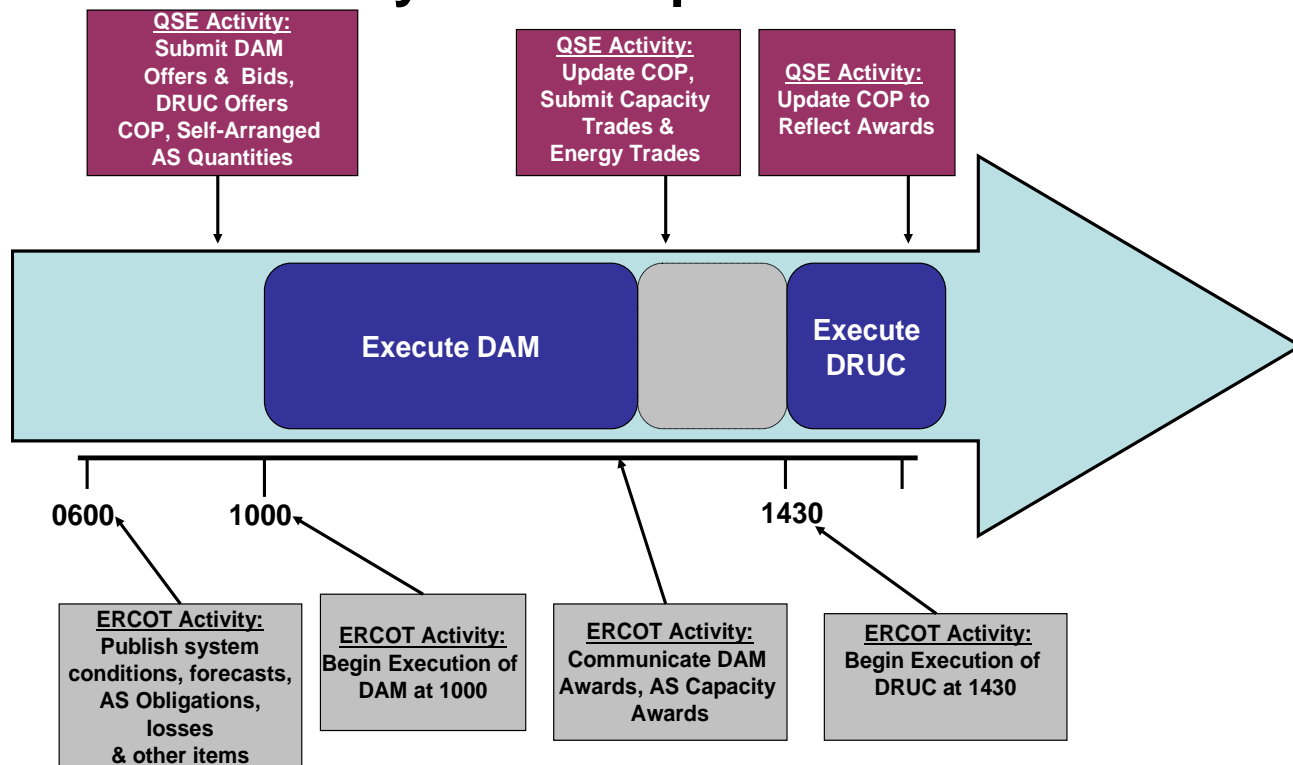 QSE Activity:
Submit DAM
Offers & Bids,
DRUC Offers
COP, Self-Arranged
AS Quantities
QSE Activity:
Update COP,
Submit Capacity
Trades &
Energy Trades
QSE Activity:
Update COP to
Reflect Awards
Execute DAM
Execute
DRUC
0600
1000
1430
ERCOT Activity:
Publish system
conditions, forecasts,
AS Obligations,
losses
& other items
ERCOT Activity:
Begin Execution of
DAM at 1000
ERCOT Activity:
Communicate DAM
Awards, AS Capacity
Awards
ERCOT Activity:
Begin Execution of
DRUC at 1430